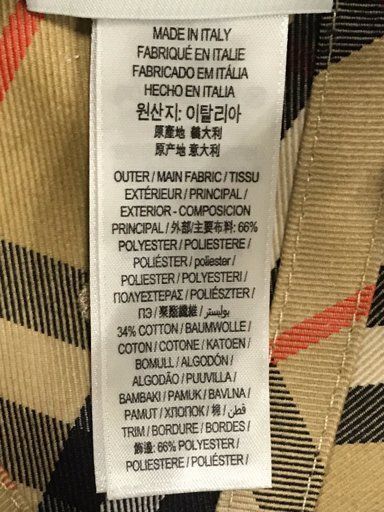 MADE IN ITALY
FABRIQUÉ EN ITALIE
FABRICADO EM ITÁLIA
HECHO EN ITALIA
원산지: 이탈리아
原產地 義大利
原产地 意大利
OUTER / MAIN FABRIC / TISSU
EXTÉRIEUR / PRINCIPAL /
EXTERIOR - COMPOSICION
PRINCIPAL / 外部/主要布料: 66%
POLYESTER / POLIESTERE /
POLIÉSTER / poliester /
POLIESTER / POLYESTERI /
ΠΟΛΥΕΣΤΕΡΑΣ / POLIÉSZTER /
ПЭ / 聚酯纖維 / بوليستر
34% COTTON / BAUMWOLLE /
COTON / COTONE / KATOEN /
BOMULL / ALGODÓN /
ALGODÃO / PUUVILLA /
BAMBAKI / PAMUK / BAVLNA /
PAMUT / ХЛОПОК / 棉 / قطن /
TRIM / BORDURE / BORDES /
飾邊: 66% POLYESTER /
POLIESTERE / POLIÉSTER /